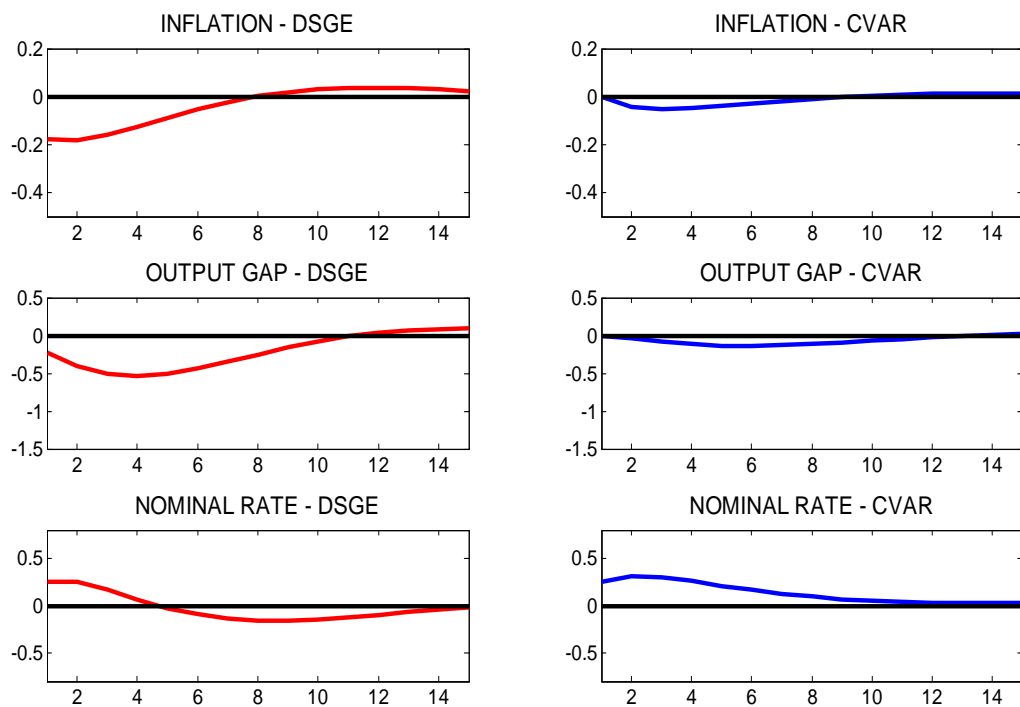 INFLATION - DSGE
0.2
0
-0.2
-0.4
2 4 6 8 10 12 14
INFLATION - CVAR
0.2
0
-0.2
-0.4
2 4 6 8 10 12 14
OUTPUT GAP - DSGE
0.5
0
-0.5
-1
-1.5
2 4 6 8 10 12 14
OUTPUT GAP - CVAR
0.5
0
-0.5
-1
-1.5
2 4 6 8 10 12 14
NOMINAL RATE - DSGE
0.5
0
-0.5
2 4 6 8 10 12 14
NOMINAL RATE - CVAR
0.5
0
-0.5
2 4 6 8 10 12 14